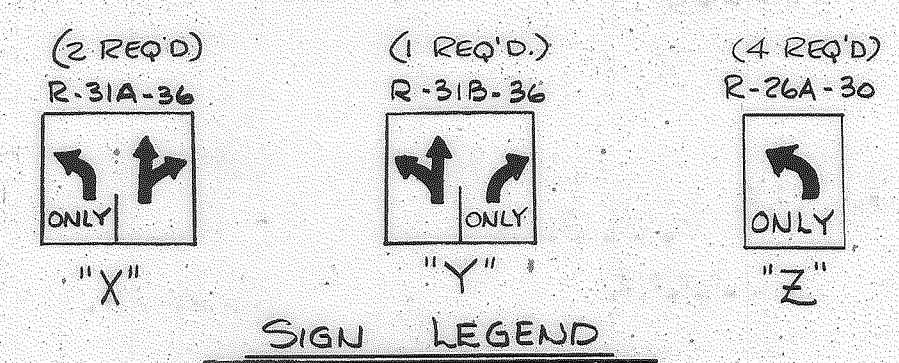 (2 REQ'D) (1 REQ'D.) (4 REQ'D)
R-31A-36 R-31B-36 R-26A-30
ONLY ONLY ONLY
"X" "Y" "Z"
SIGN LEGEND